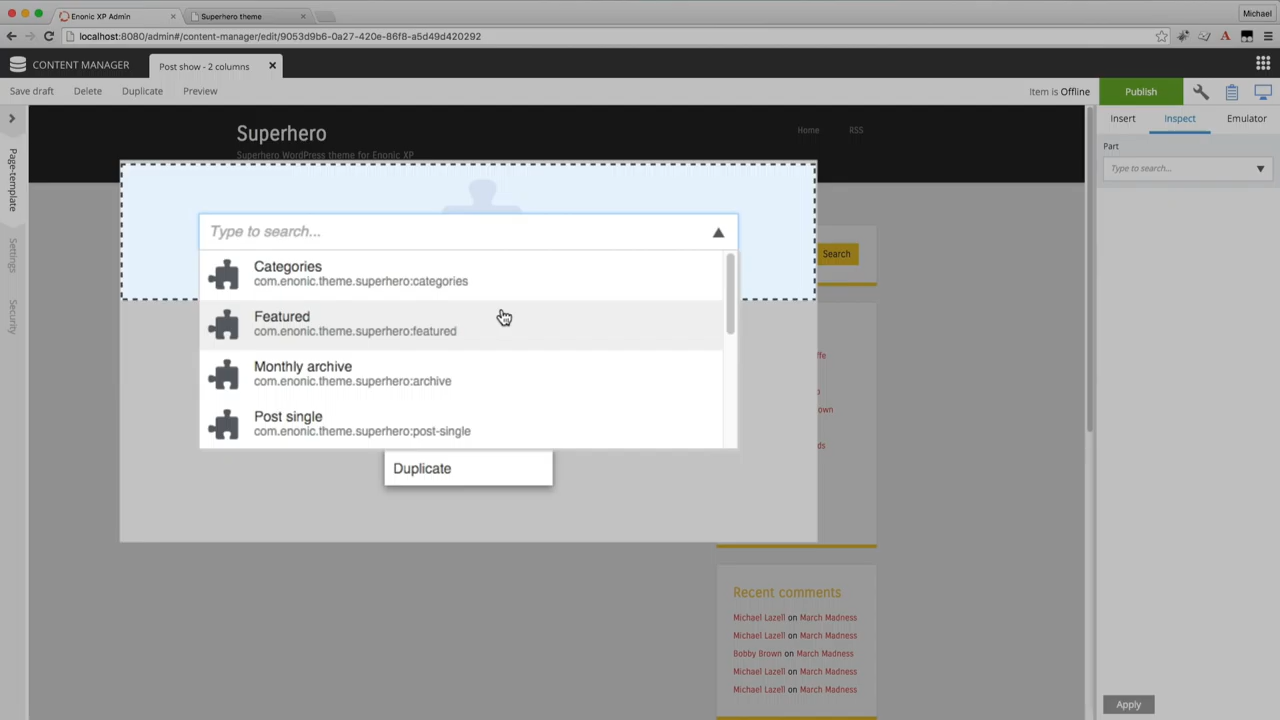 Enonic XP Admin
Superhero theme
Michael
localhost:8080/admin#/content-manager/edit/9053d9b6-0a27-420e-86f8-a5d49d420292
CONTENT MANAGER
Post show - 2 columns
Save draft
Delete
Duplicate
Preview
Item is Offline
Publish
Insert
Inspect
Emulator
Page-template
Settings
Security
Superhero
Superhero WordPress theme for Enonic XP
Home
RSS
Part
Type to search...
Type to search...
Search
Categories
com.enonic.theme.superhero:categories
Featured
com.enonic.theme.superhero:featured
Monthly archive
com.enonic.theme.superhero:archive
Post single
com.enonic.theme.superhero:post-single
Duplicate
Recent comments
Michael Lazell on March Madness
Michael Lazell on March Madness
Bobby Brown on March Madness
Michael Lazell on March Madness
Michael Lazell on March Madness
Apply